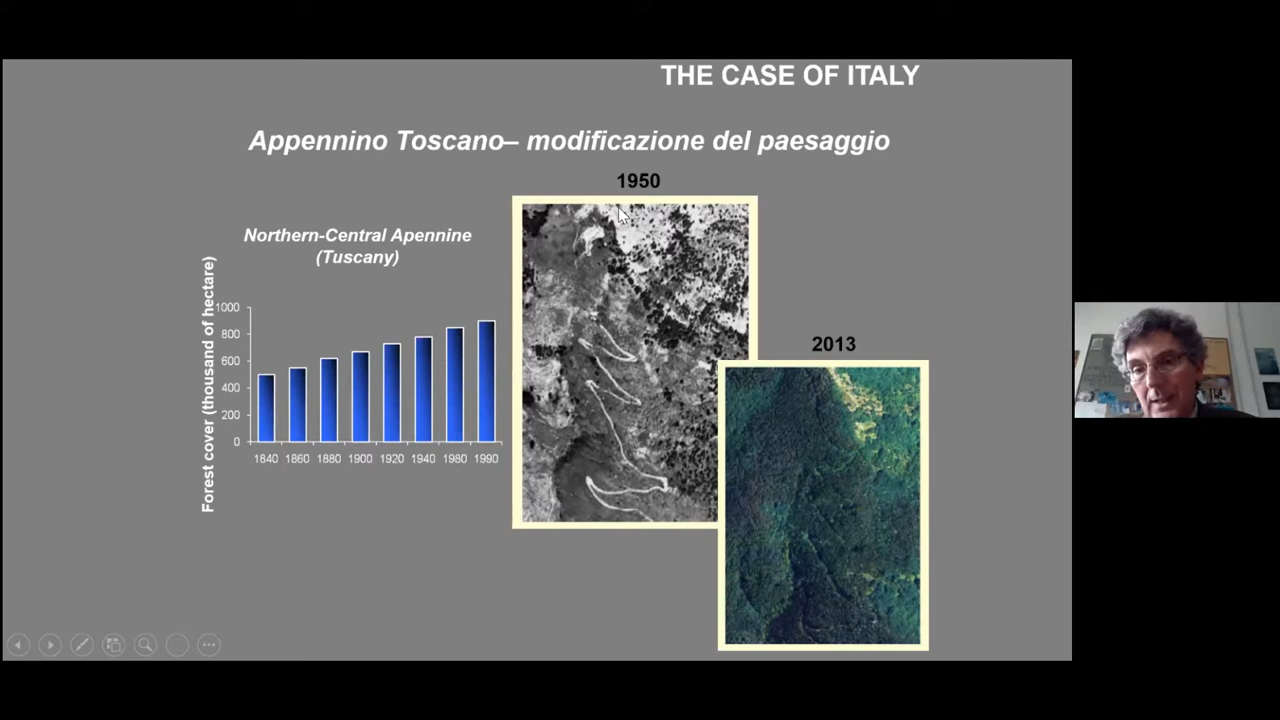 THE CASE OF ITALY
Appennino Toscano– modificazione del paesaggio
1950
Northern-Central Apennine
(Tuscany)
Forest cover (thousand of hectare)
1000
800
600
400
200
0
1840 1860 1880 1900 1920 1940 1980 1990
2013